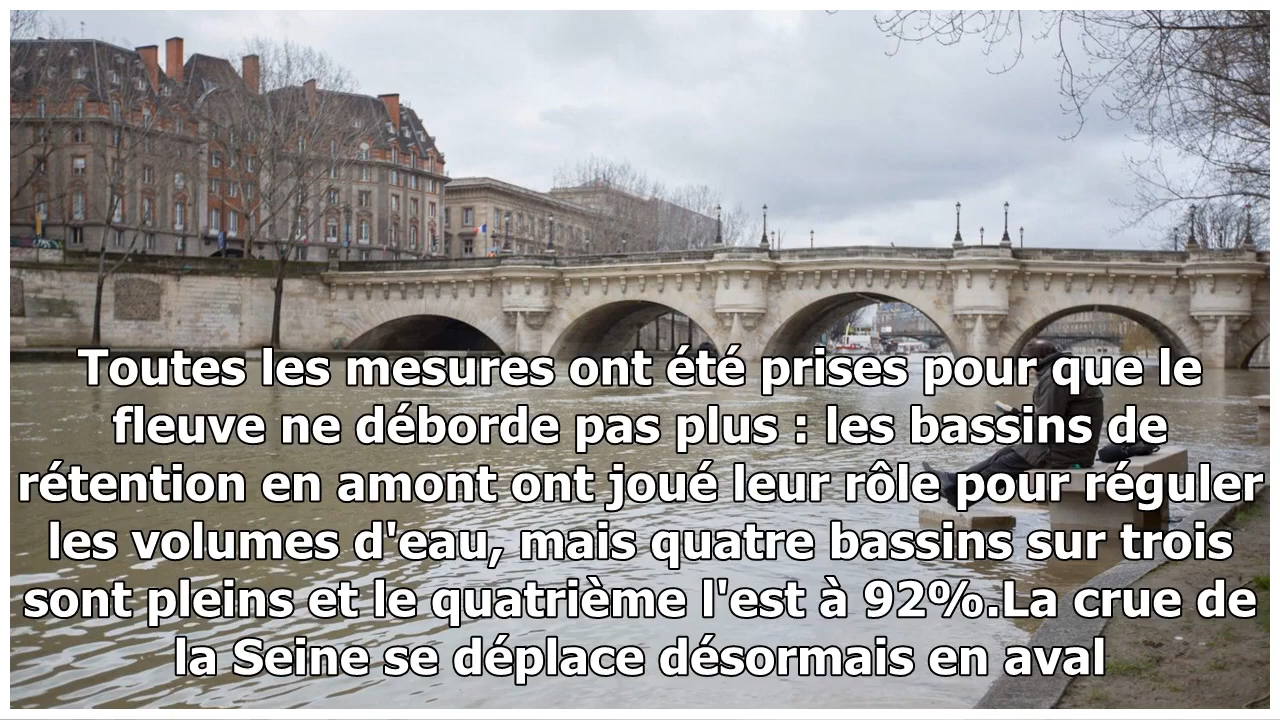 Toutes les mesures ont été prises pour que le
fleuve ne déborde pas plus : les bassins de
rétention en amont ont joué leur rôle pour réguler
les volumes d'eau, mais quatre bassins sur trois
sont pleins et le quatrième l'est à 92%.La crue de
la Seine se déplace désormais en aval